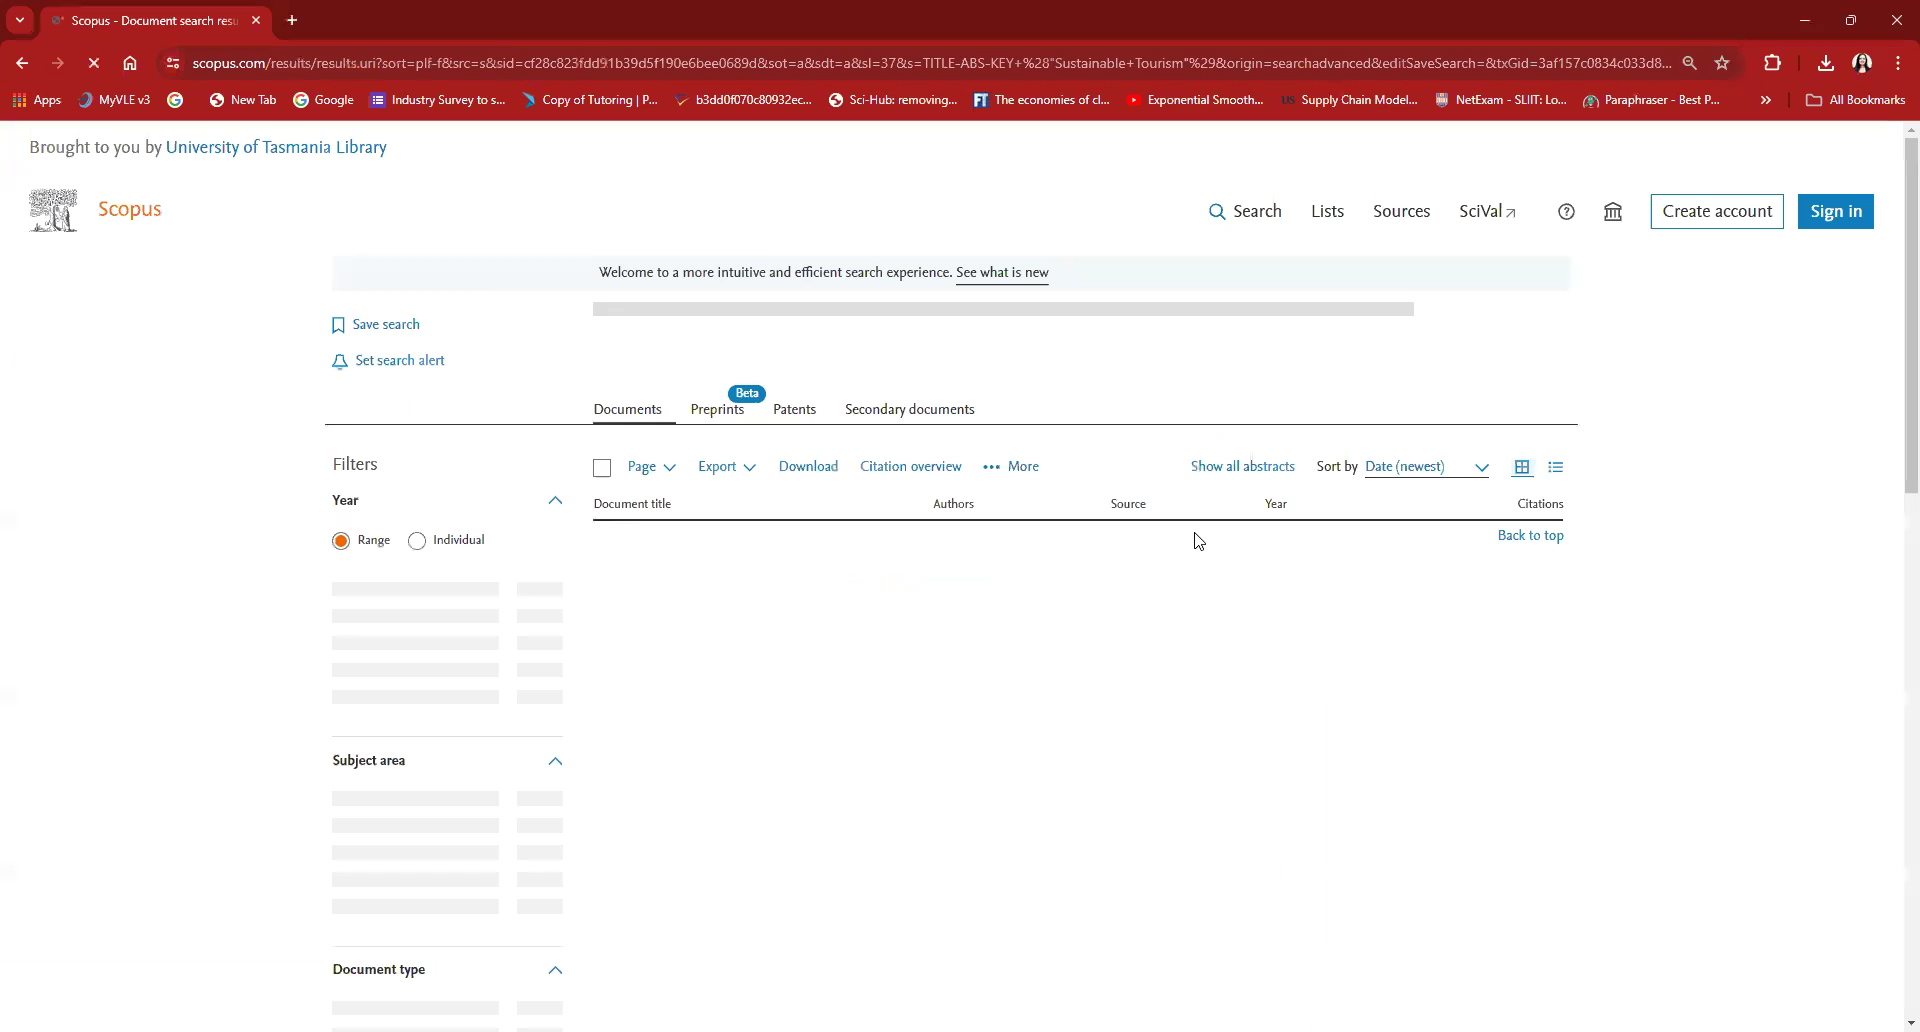 Scopus - Document search resu
scopus.com/results/results.uri?sort=plf-f&src=s&sid=cf28c823fdd91b39d5f190e6bee0689d&sot=a&sdt=a&sl=37&s=TITLE-ABS-KEY+%28"Sustainable+Tourism"%29&origin=searchadvanced&editSaveSearch=&txGid=3af157c0834c033d8...
Apps MyVLE v3 New Tab Google Industry Survey to s... Copy of Tutoring | P... b3dd0f070c80932ec... Sci-Hub: removing... The economies of cl... Exponential Smooth... Supply Chain Model... NetExam - SLIIT: Lo... Paraphraser - Best P... » All Bookmarks
Brought to you by University of Tasmania Library
Scopus
Search Lists Sources SciVal Create account Sign in
Welcome to a more intuitive and efficient search experience. See what is new
Save search
Set search alert
Beta
Documents Preprints Patents Secondary documents
Filters
Page Export Download Citation overview ••• More Show all abstracts Sort by Date (newest)
Year
Document title Authors Source Year Citations
Range Individual
Back to top
Subject area
Document type